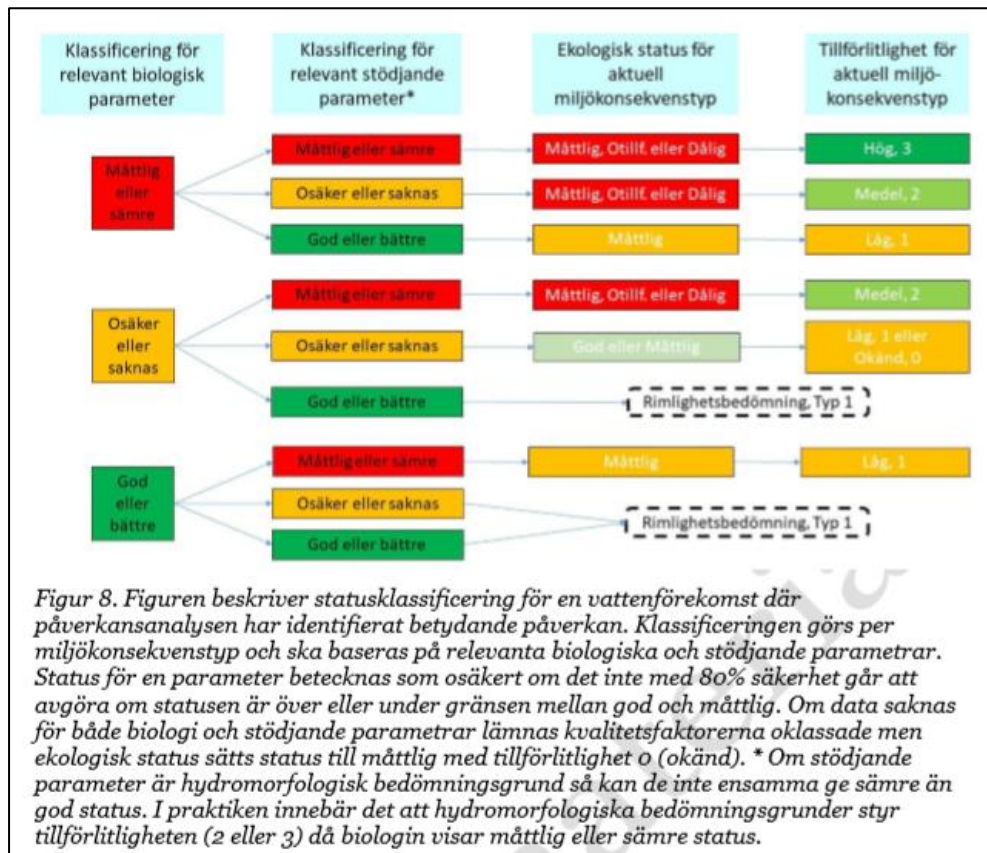 Klassificering för
relevant biologisk
parameter
Klassificering för
relevant stödjande
parameter*
Ekologisk status för
aktuell
miljökonsekvenstyp
Tillförlitlighet för
aktuell miljö-
konsekvenstyp
Måttlig
eller
sämre
Måttlig eller sämre
Måttlig, Otillf. eller Dålig
Hög, 3
Osäker eller saknas
Måttlig, Otillf. eller Dålig
Medel, 2
God eller bättre
Måttlig
Låg, 1
Osäker
eller
saknas
Måttlig eller sämre
Måttlig, Otillf. eller Dålig
Medel, 2
Osäker eller saknas
God eller Måttlig
Låg, 1 eller
Okänd, 0
God eller bättre
Rimlighetsbedömning, Typ 1
God
eller
bättre
Måttlig eller sämre
Måttlig
Låg, 1
Osäker eller saknas
God eller bättre
Rimlighetsbedömning, Typ 1
Figur 8. Figuren beskriver statusklassificering för en vattenförekomst där
påverkansanalysen har identifierat betydande påverkan. Klassificeringen görs per
miljökonsekvenstyp och ska baseras på relevanta biologiska och stödjande parametrar.
Status för en parameter betecknas som osäkert om det inte med 80% säkerhet går att
avgöra om statusen är över eller under gränsen mellan god och måttlig. Om data saknas
för både biologi och stödjande parametrar lämnas kvalitetsfaktorerna oklassade men
ekologisk status sätts status till måttlig med tillförlitlighet 0 (okänd). * Om stödjande
parameter är hydromorfologisk bedömningsgrund så kan de inte ensamma ge sämre än
god status. I praktiken innebär det att hydromorfologiska bedömningsgrunder styr
tillförlitligheten (2 eller 3) då biologin visar måttlig eller sämre status.